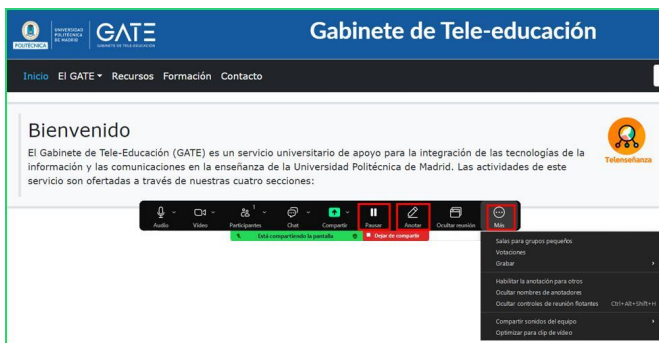 POLITÉCNICA
UNIVERSIDAD
POLITÉCNICA
DE MADRID
GATE
GABINETE DE TELE-EDUCACIÓN
Gabinete de Tele-educación
Inicio El GATE Recursos Formación Contacto
Bienvenido
El Gabinete de Tele-Educación (GATE) es un servicio universitario de apoyo para la integración de las tecnologías de la
información y las comunicaciones en la enseñanza de la Universidad Politécnica de Madrid. Las actividades de este
servicio son ofertadas a través de nuestras cuatro secciones:
Telenseñanza
1
Audio Vídeo Participantes Chat Compartir Pausar Anotar Ocultar reunión Más
Está compartiendo la pantalla Dejar de compartir
Salas para grupos pequeños
Votaciones
Grabar
Habilitar la anotación para otros
Ocultar nombres de anotadores
Ocultar controles de reunión flotantes Ctrl+Alt+Shift+H
Compartir sonidos del equipo
Optimizar para clip de vídeo